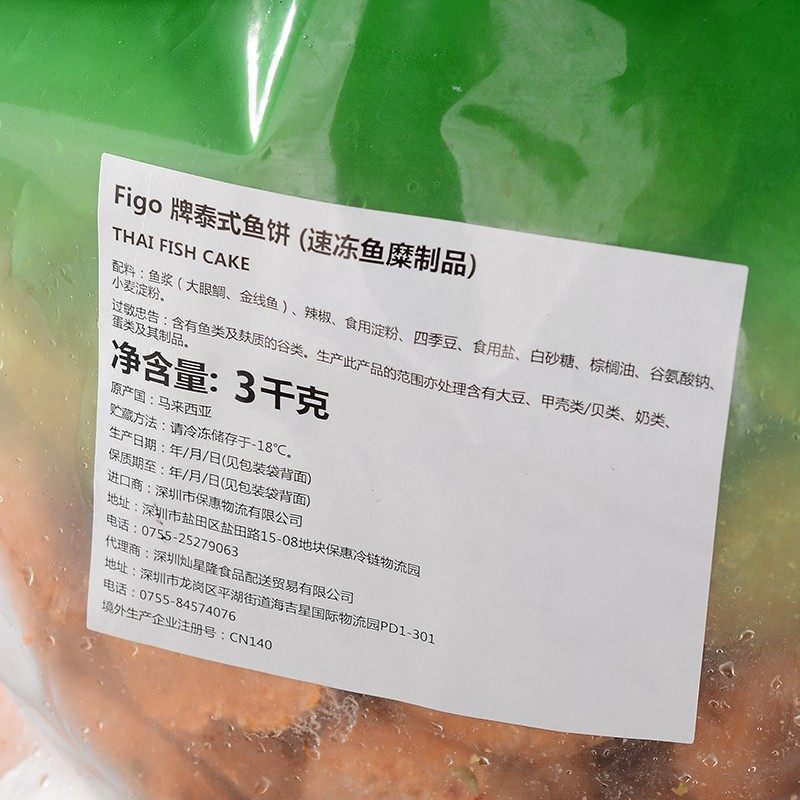 Figo 牌泰式鱼饼 (速冻鱼糜制品)
THAI FISH CAKE
配料：鱼浆（大眼鲷、金线鱼）、辣椒、食用淀粉、四季豆、食用盐、白砂糖、棕榈油、谷氨酸钠、
小麦淀粉。
过敏忠告：含有鱼类及麸质的谷类。生产此产品的范围亦处理含有大豆、甲壳类/贝类、奶类、
蛋类及其制品。
净含量: 3千克
原产国：马来西亚
贮藏方法：请冷冻储存于-18℃。
生产日期：年/月/日(见包装袋背面)
保质期至：年/月/日(见包装袋背面)
进口商：深圳市保惠物流有限公司
地址：深圳市盐田区盐田路15-08地块保惠冷链物流园
电话：0755-25279063
代理商：深圳灿星隆食品配送贸易有限公司
地址：深圳市龙岗区平湖街道海吉星国际物流园PD1-301
电话：0755-84574076
境外生产企业注册号：CN140